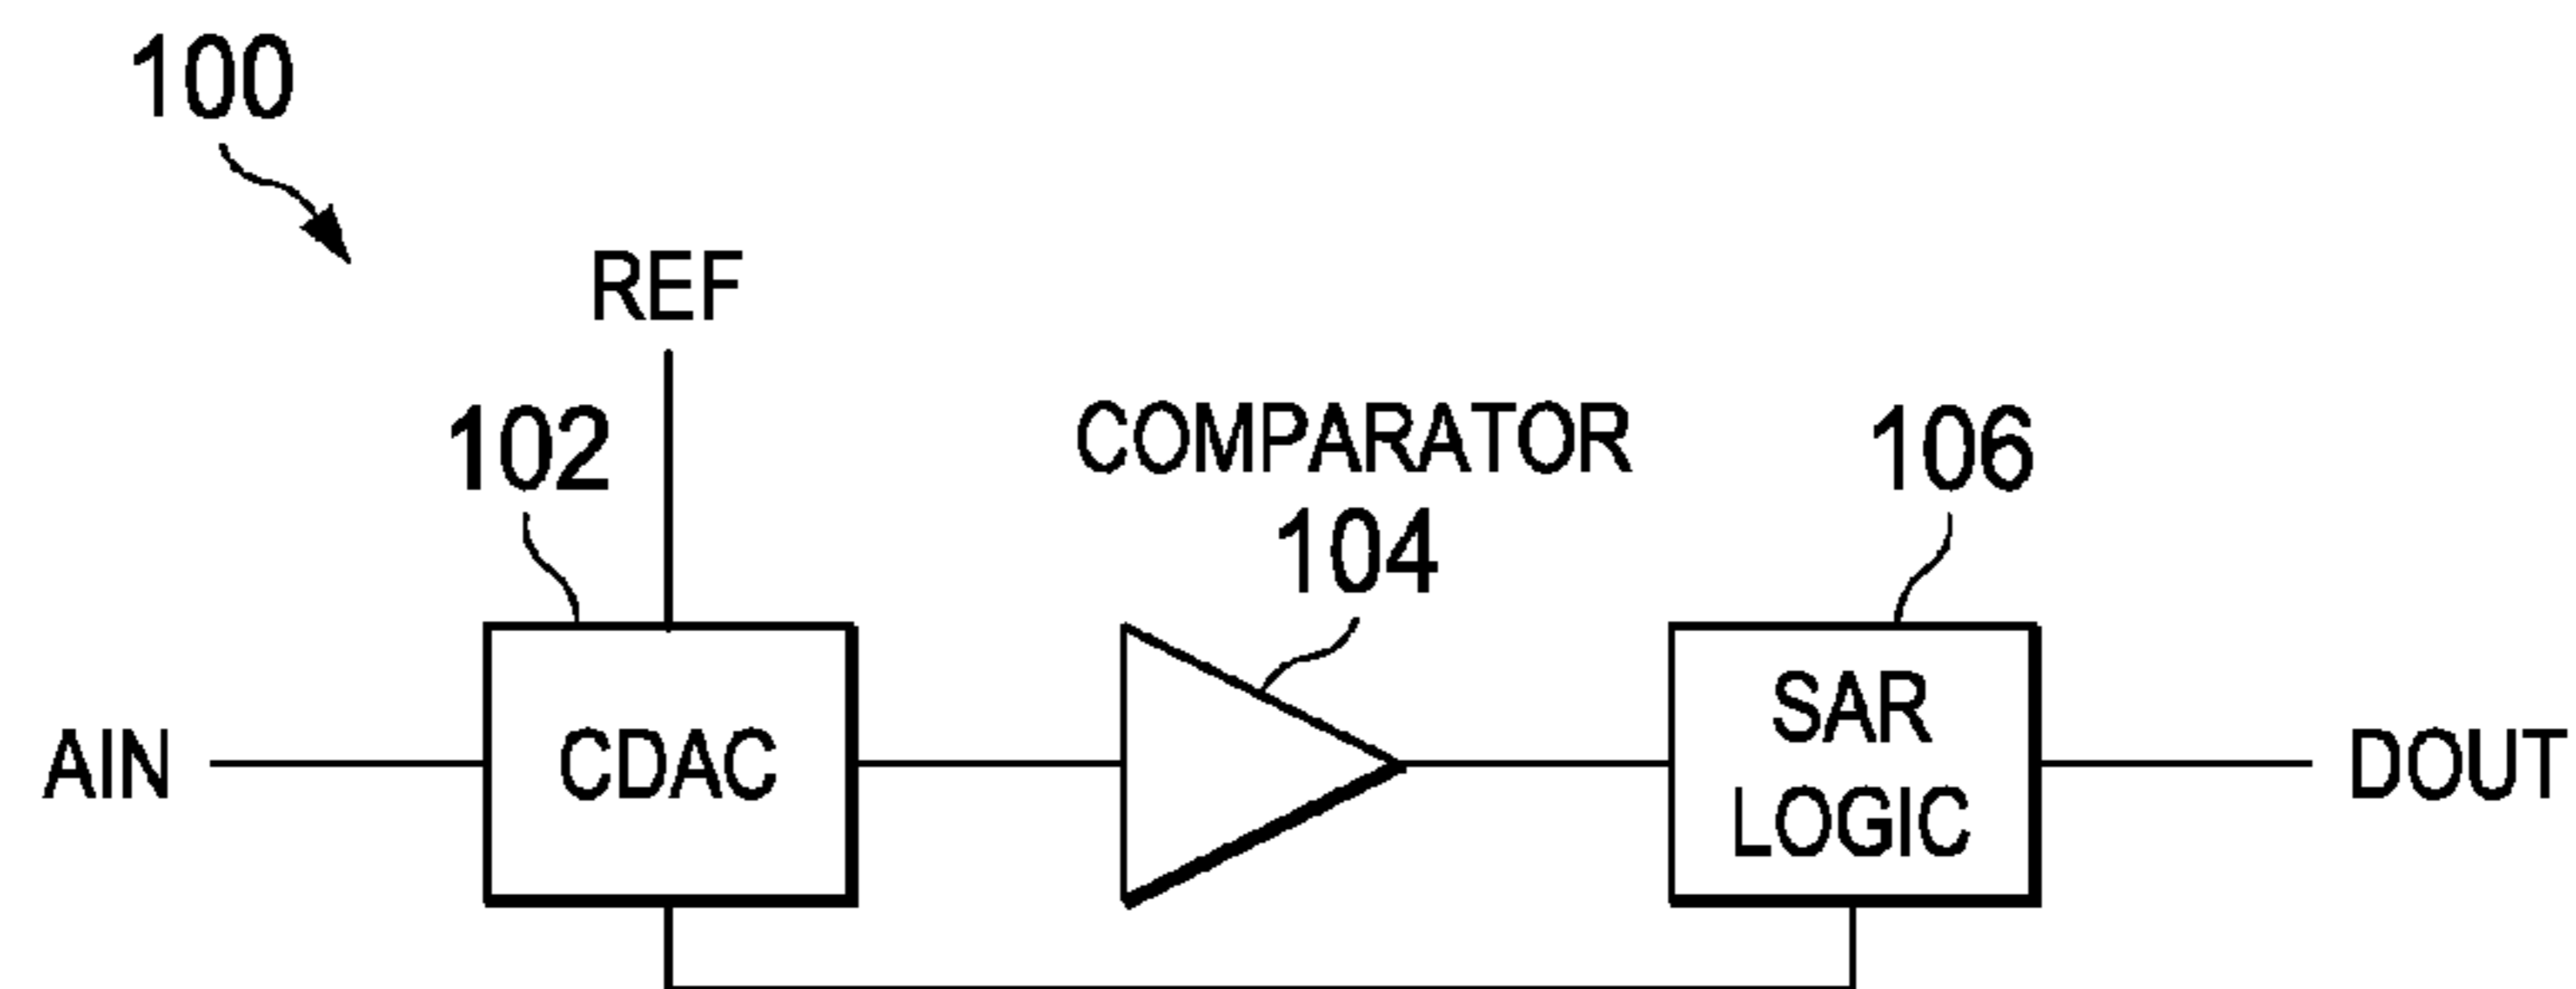 100
REF
102
COMPARATOR
104
106
AIN
CDAC
SAR
LOGIC
DOUT